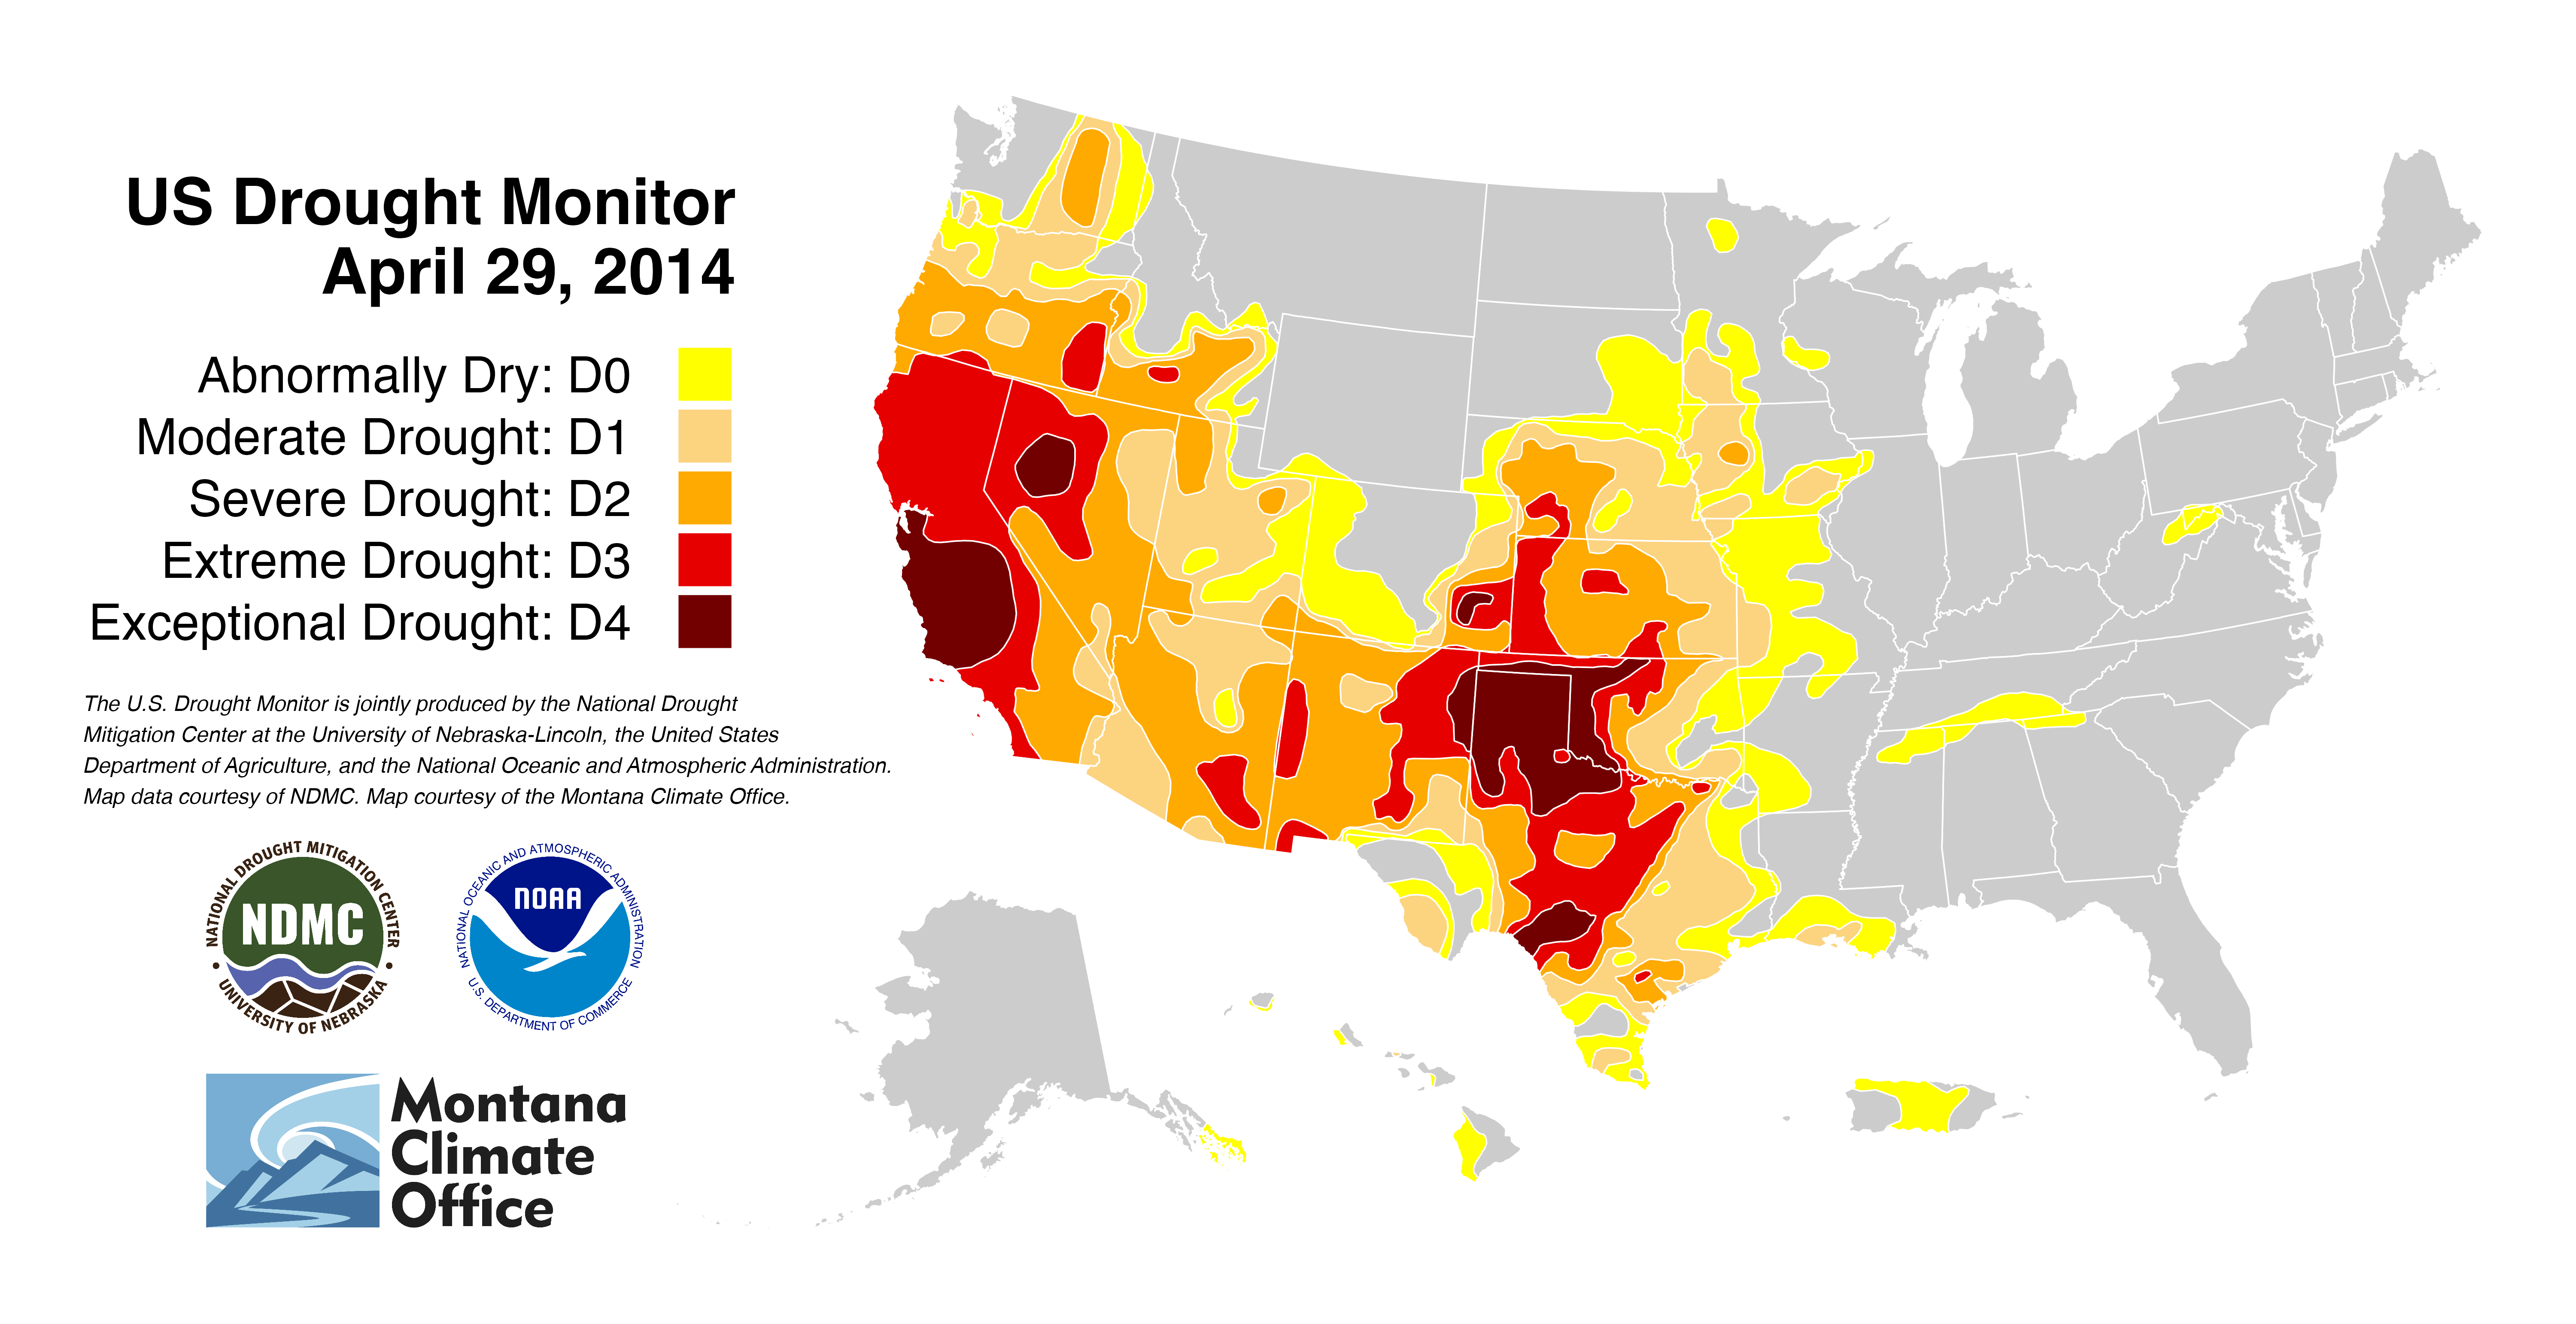 US Drought Monitor
April 29, 2014
Abnormally Dry: D0
Moderate Drought: D1
Severe Drought: D2
Extreme Drought: D3
Exceptional Drought: D4
The U.S. Drought Monitor is jointly produced by the National Drought
Mitigation Center at the University of Nebraska-Lincoln, the United States
Department of Agriculture, and the National Oceanic and Atmospheric Administration.
Map data courtesy of NDMC. Map courtesy of the Montana Climate Office.
NATIONAL DROUGHT MITIGATION CENTER
NDMC
• UNIVERSITY OF NEBRASKA •
NATIONAL OCEANIC AND ATMOSPHERIC ADMINISTRATION
NOAA
U.S. DEPARTMENT OF COMMERCE
Montana
Climate
Office